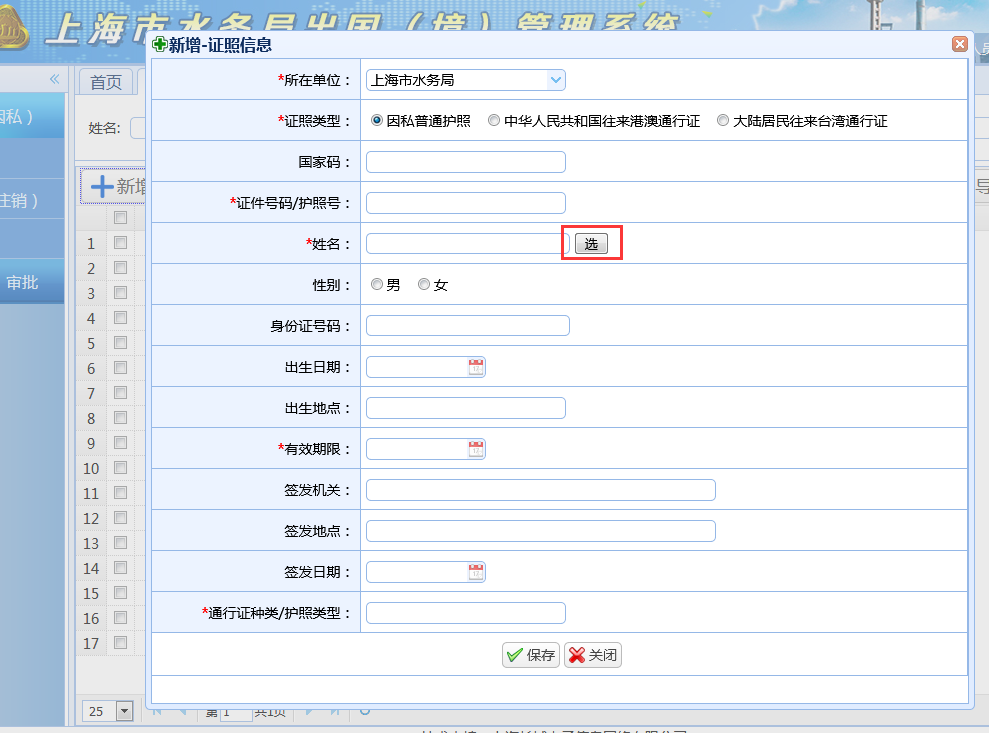 上海市水务局出国（境）管理系统
新增-证照信息
人员
首页
因私）
姓名:
注销）
审批
新增
导
1
2
3
4
5
6
7
8
9
10
11
12
13
14
15
16
17
*所在单位： 上海市水务局
*证照类型： 因私普通护照 中华人民共和国往来港澳通行证 大陆居民往来台湾通行证
国家码：
*证件号码/护照号：
*姓名： 选
性别： 男 女
身份证号码：
出生日期：
出生地点：
*有效期限：
签发机关：
签发地点：
签发日期：
*通行证种类/护照类型：
保存 关闭
25 第 1 共1页